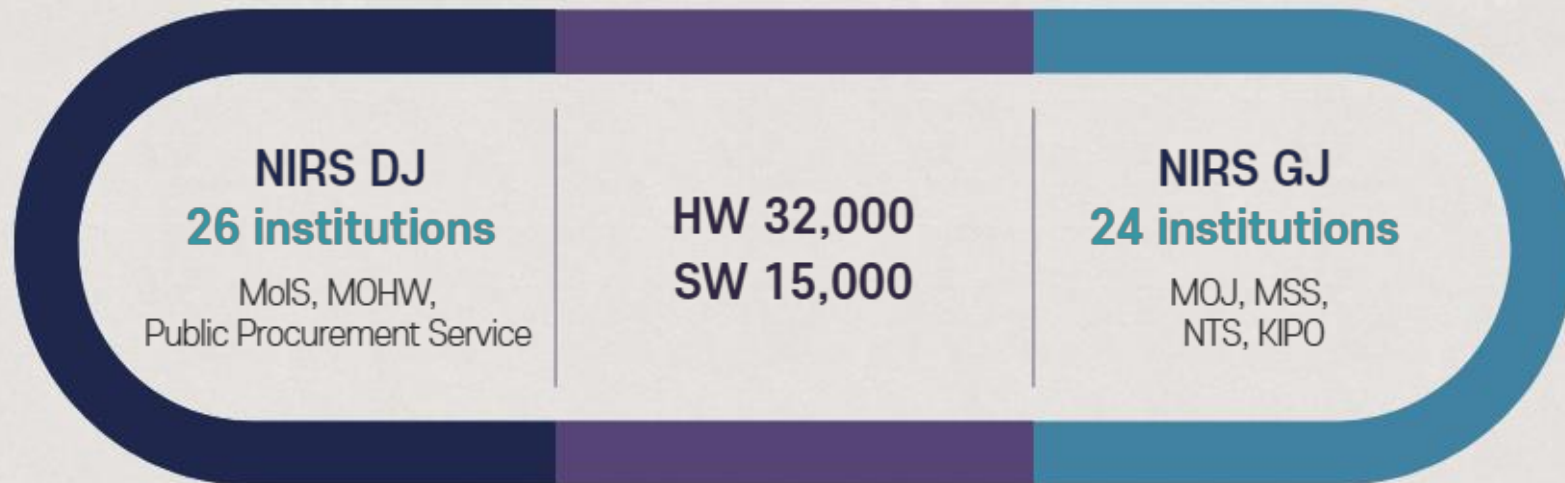 NIRS DJ
26 institutions
MoIS, MOHW,
Public Procurement Service
HW 32,000
SW 15,000
NIRS GJ
24 institutions
MOJ, MSS,
NTS, KIPO